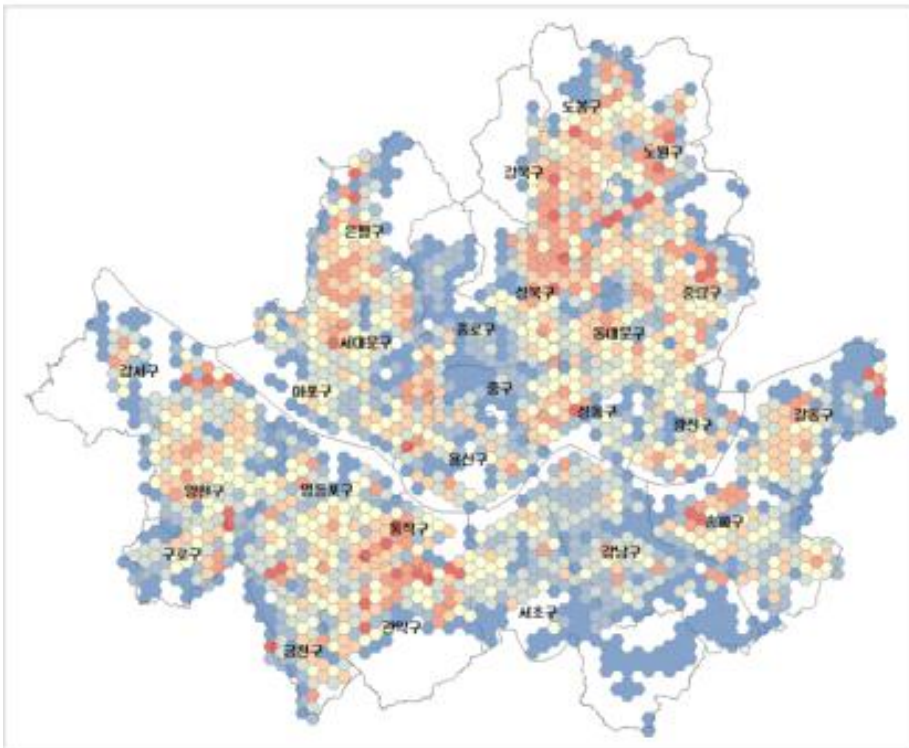 도봉구
노원구
강북구
은평구
성북구
중랑구
종로구
서대문구
동대문구
강서구
중구
마포구
성동구
강동구
광진구
용산구
양천구
영등포구
동작구
송파구
구로구
강남구
서초구
관악구
금천구